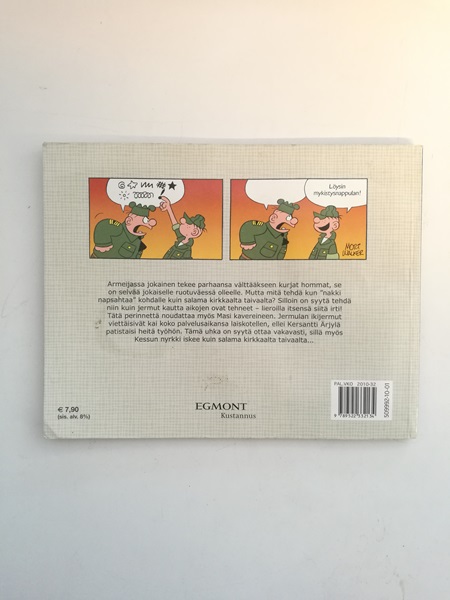 Löysin
mykistysnappulan!
MORT
WALKER
Armeijassa jokainen tekee parhaansa välttääkseen kurjat hommat, se
on selvää jokaiselle ruotuväessä olleelle. Mutta mitä tehdä kun "nakki
napsahtaa" kohdalle kuin salama kirkkaalta taivaalta? Silloin on syytä tehdä
niin kuin jermut kautta aikojen ovat tehneet – lieroilla itsensä siitä irti!
Tätä perinnettä noudattaa myös Masi kavereineen. Jermulan ikijermut
viettäisivät vai koko palvelusaikansa laiskotellen, ellei Kersantti Ärjylä
patistaisi heitä työhön. Tämä uhka on syytä ottaa vakavasti, sillä myös
Kessun nyrkki iskee kuin salama kirkkaalta taivaalta...
€ 7,90
(sis. alv. 8%)
EGMONT
Kustannus
PAL.VKO 2010-32